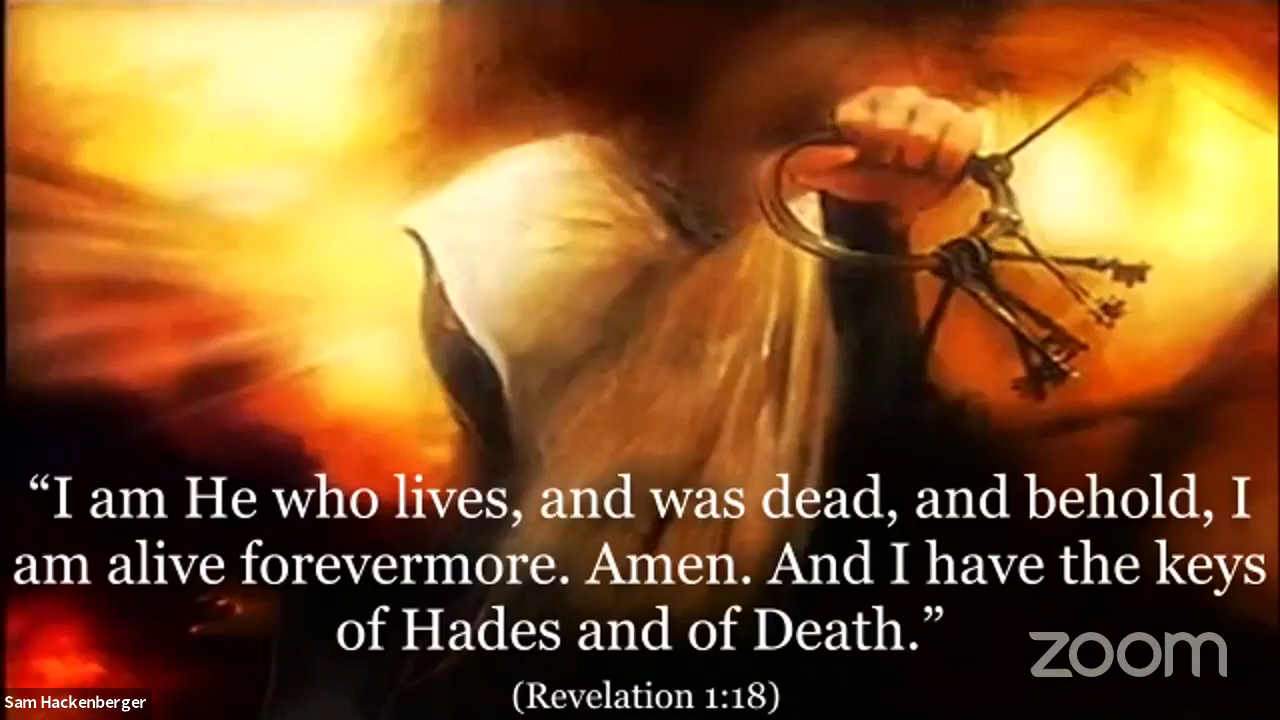 “I am He who lives, and was dead, and behold, I
am alive forevermore. Amen. And I have the keys
of Hades and of Death.”
zoom
(Revelation 1:18)
Sam Hackenberger